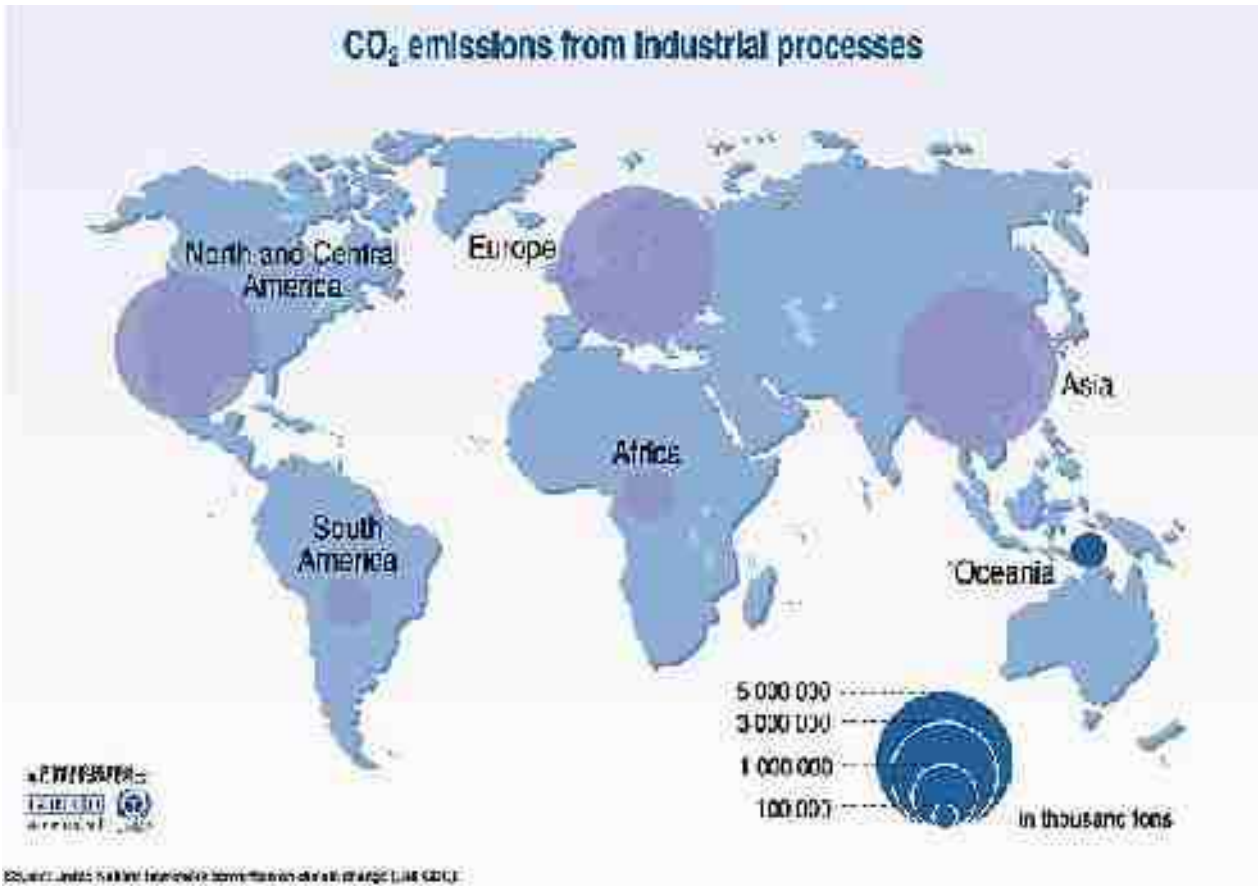 CO₂ emissions from industrial processes
North and Central
America
Europe
Asia
Africa
South
America
Oceania
5 000 000
3 000 000
1 000 000
100 000
in thousand tons